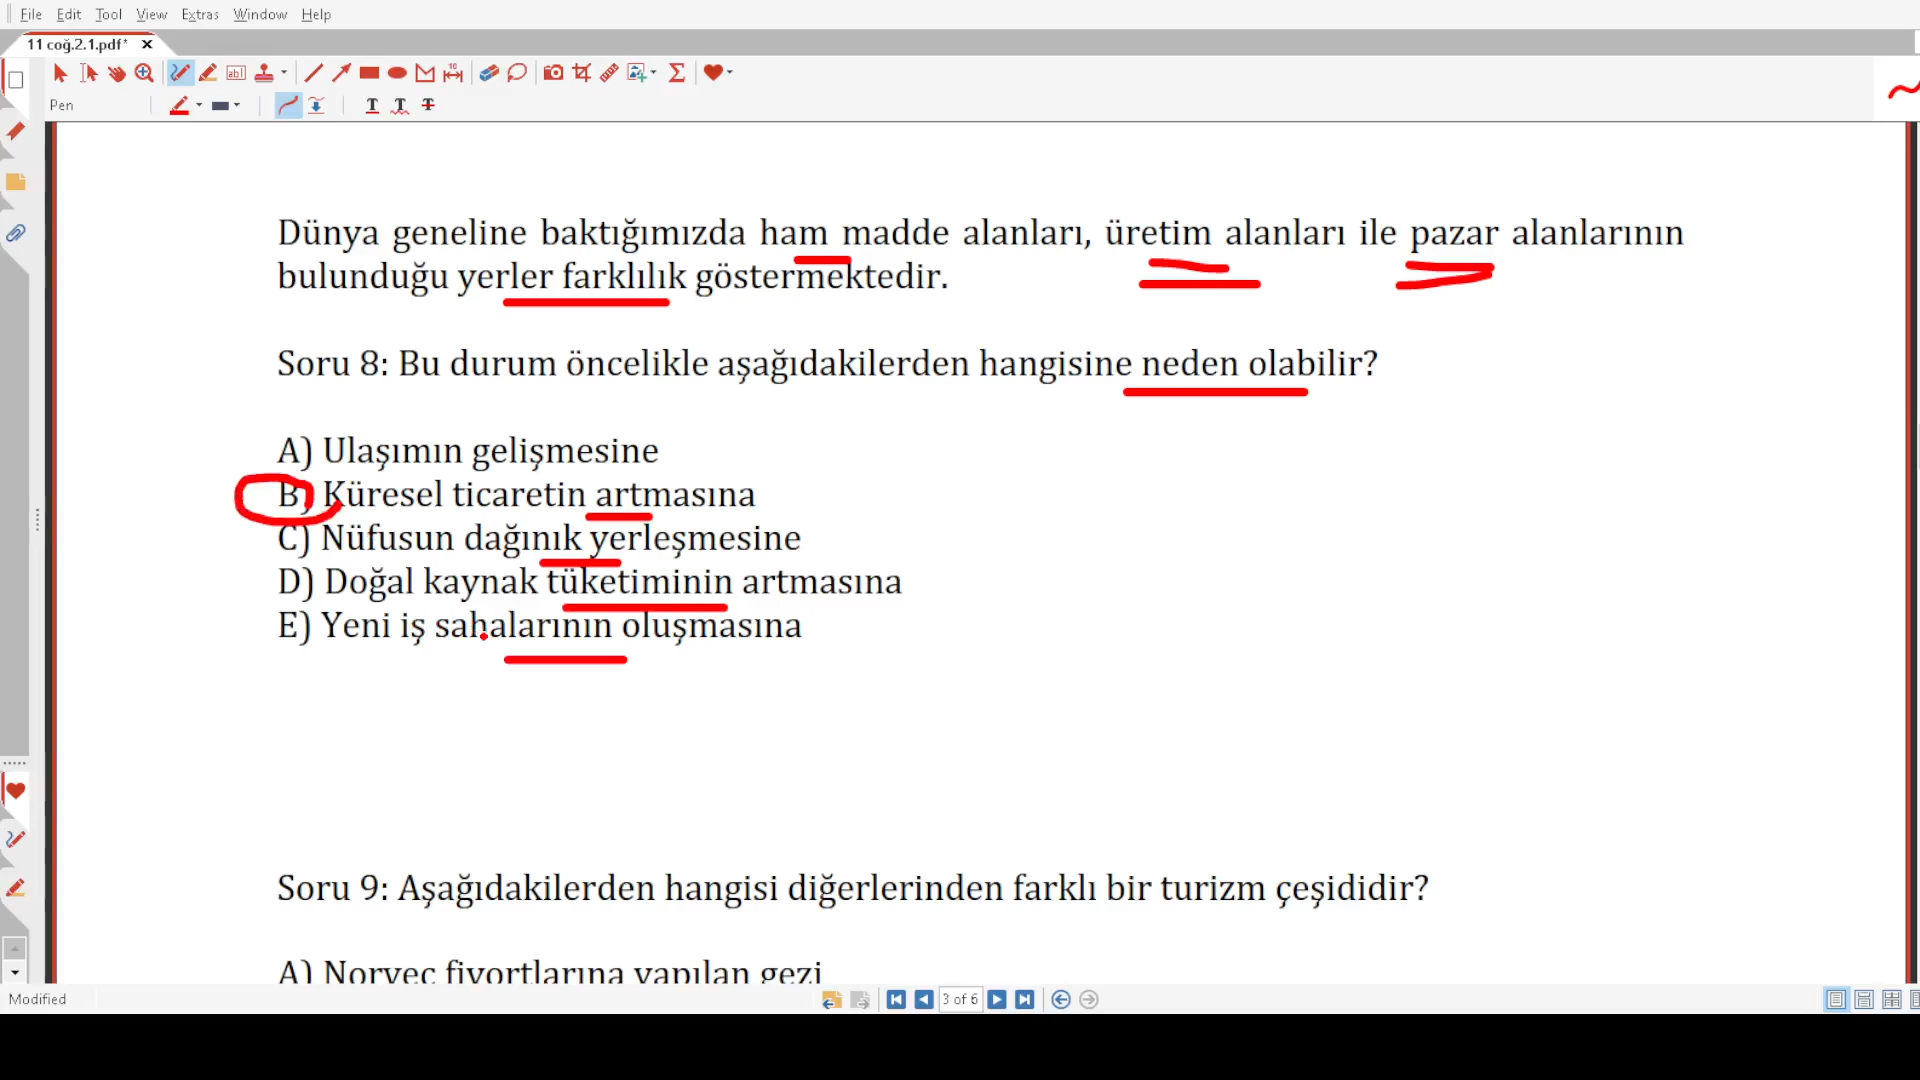 File Edit Tool View Extras Window Help
11 coğ.2.1.pdf*
Pen
Dünya geneline baktığımızda ham madde alanları, üretim alanları ile pazar alanlarının
bulunduğu yerler farklılık göstermektedir.
Soru 8: Bu durum öncelikle aşağıdakilerden hangisine neden olabilir?
A) Ulaşımın gelişmesine
B) Küresel ticaretin artmasına
C) Nüfusun dağınık yerleşmesine
D) Doğal kaynak tüketiminin artmasına
E) Yeni iş sahalarının oluşmasına
Soru 9: Aşağıdakilerden hangisi diğerlerinden farklı bir turizm çeşididir?
A) Norveç fiyortlarına yapılan gezi
Modified
3 of 6